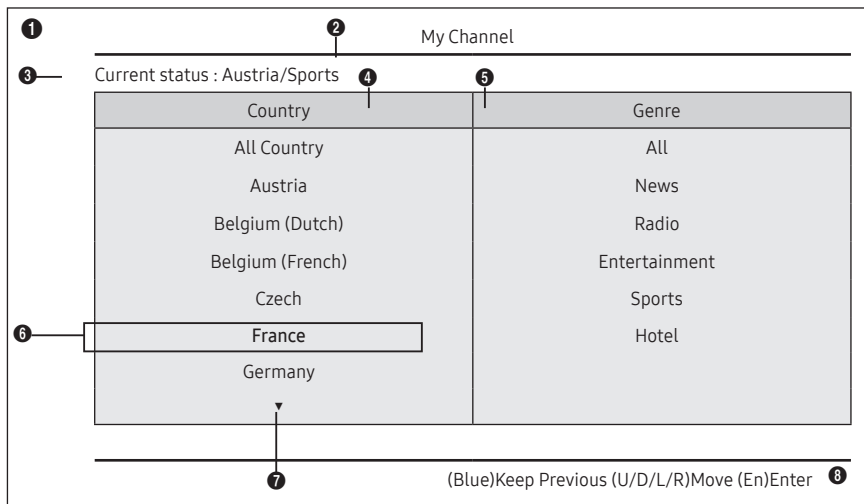 ❶
❷
My Channel
❸ Current status : Austria/Sports ❹ ❺
Country Genre
All Country All
Austria News
Belgium (Dutch) Radio
Belgium (French) Entertainment
Czech Sports
❻ France Hotel
Germany
▼
❼
(Blue)Keep Previous (U/D/L/R)Move (En)Enter ❽